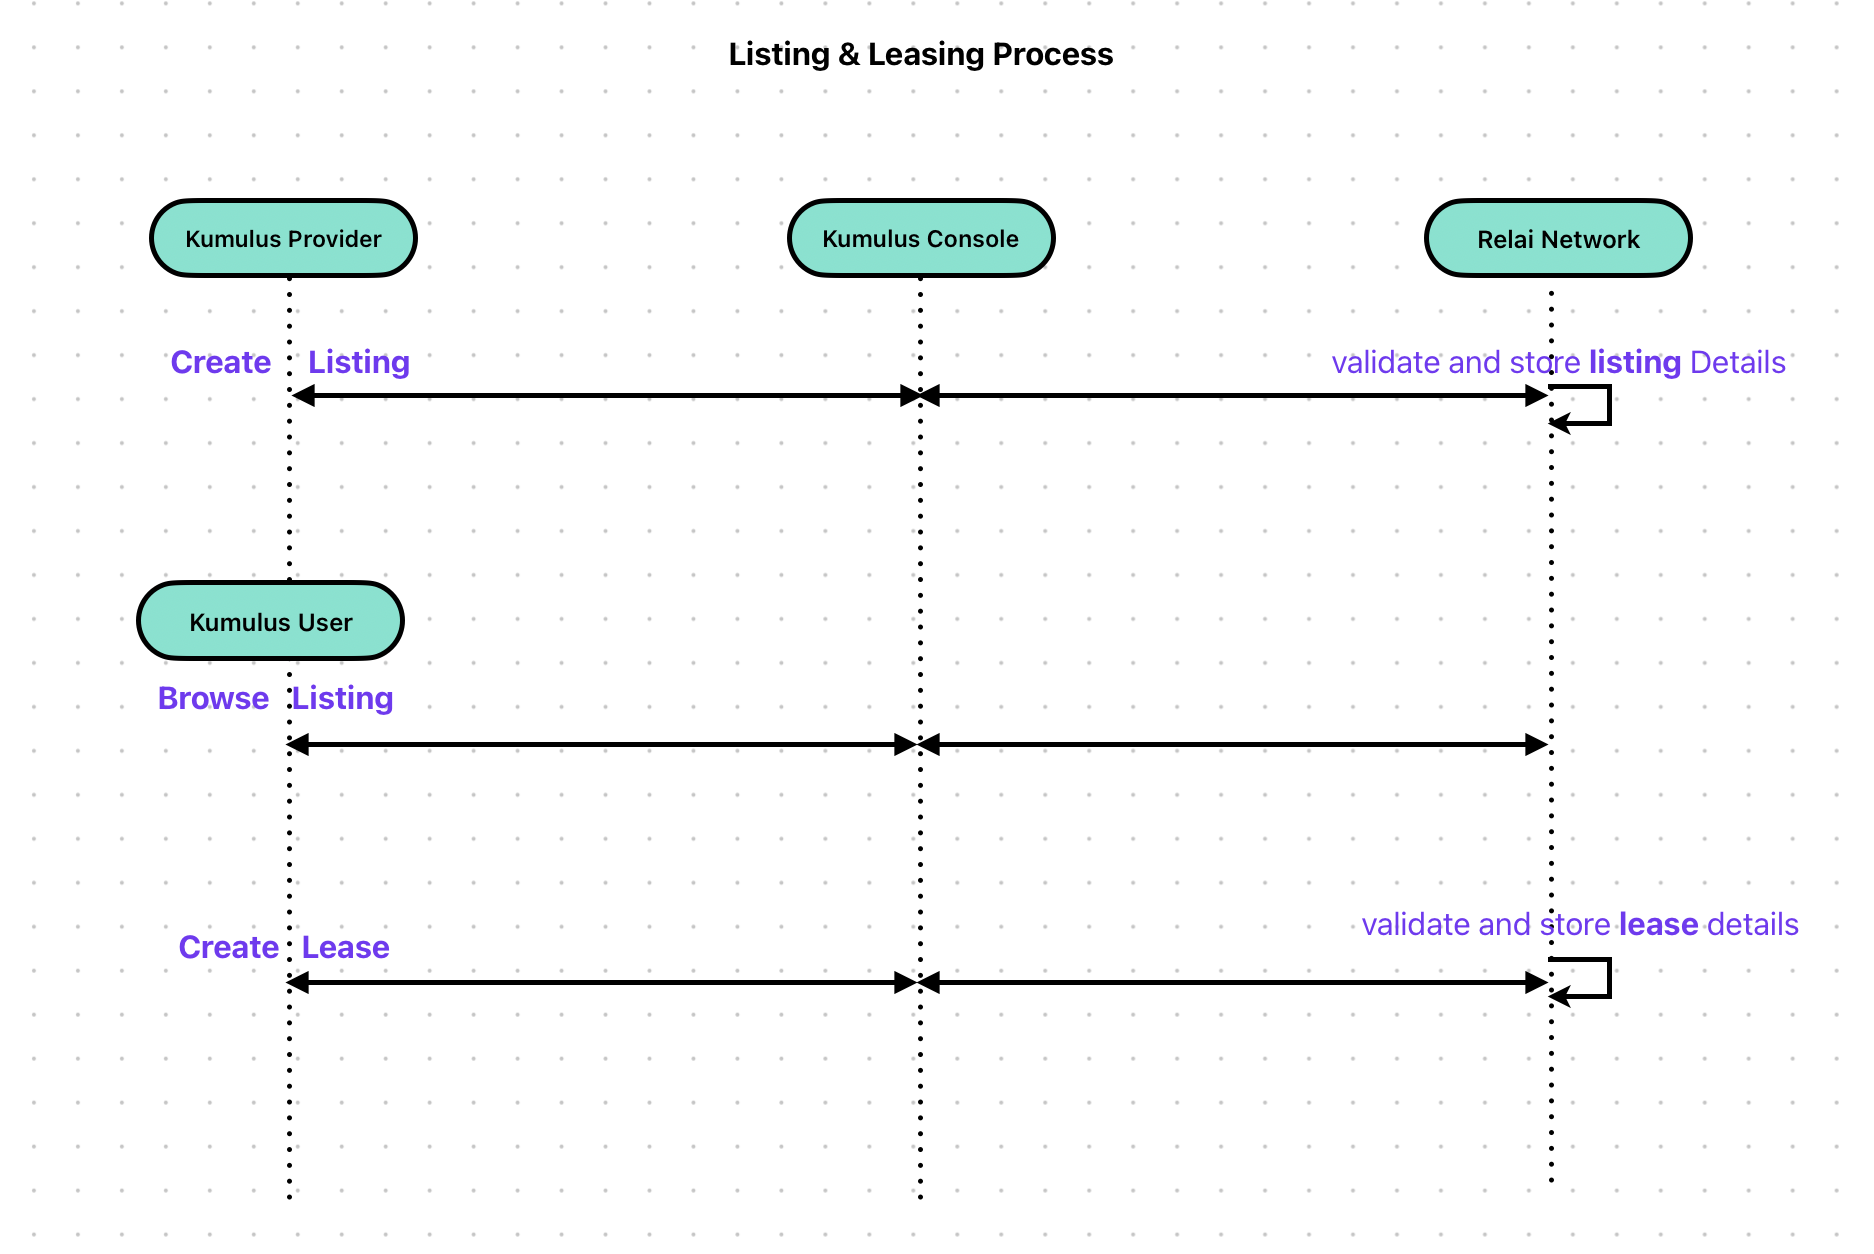 Listing & Leasing Process
Kumulus Provider
Kumulus Console
Relai Network
Create Listing
validate and store listing Details
Kumulus User
Browse Listing
validate and store lease details
Create Lease